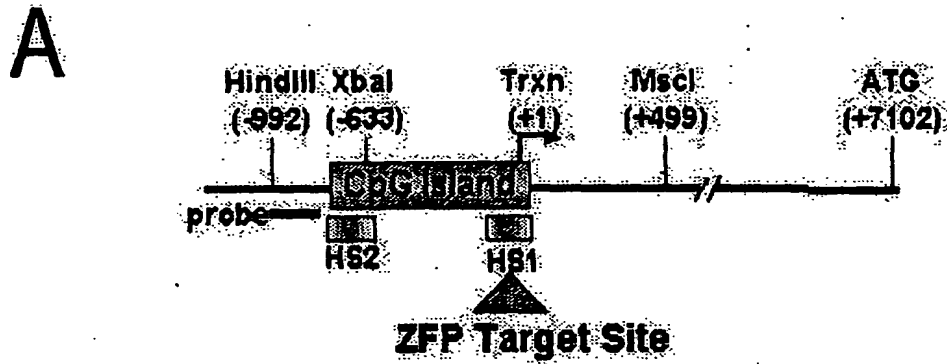 A
HindIII XbaI Trxn MscI ATG
(-992) (-633) (+1) (+499) (+7102)
CpG Island
probe
HS2 HS1
ZFP Target Site